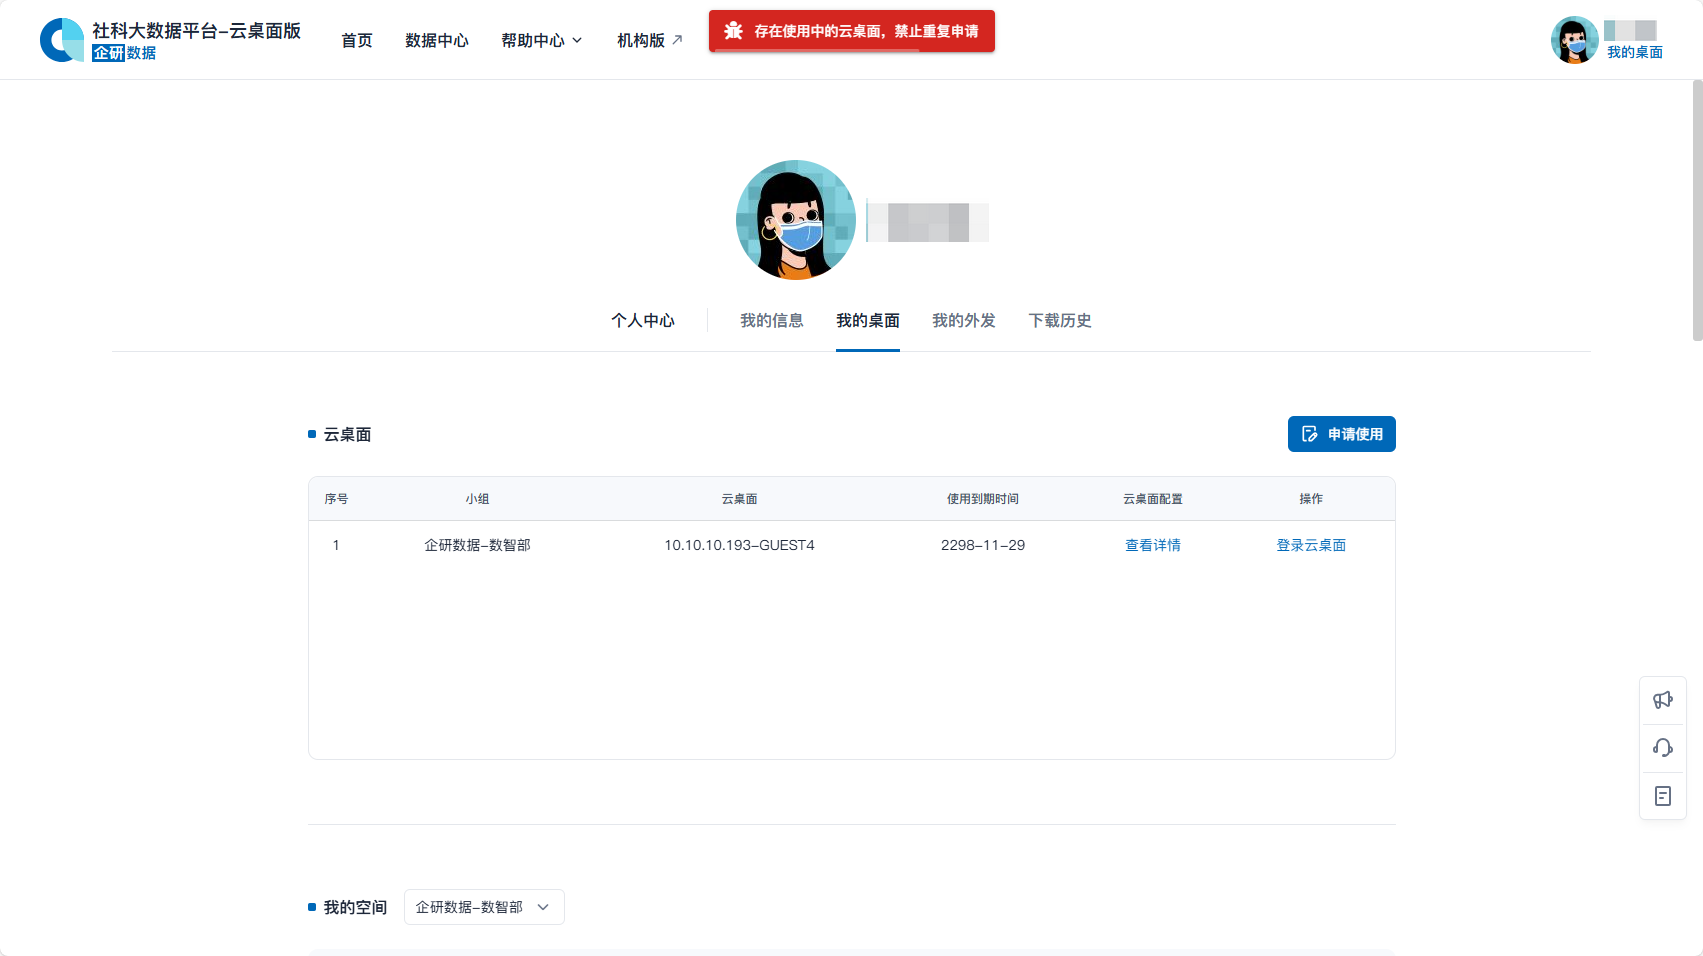 社科大数据平台-云桌面版
企研数据
首页
数据中心
帮助中心
机构版
存在使用中的云桌面，禁止重复申请
我的桌面
个人中心
我的信息
我的桌面
我的外发
下载历史
云桌面
申请使用
序号 小组 云桌面 使用到期时间 云桌面配置 操作
1 企研数据-数智部 10.10.10.193-GUEST4 2298-11-29 查看详情 登录云桌面
我的空间
企研数据-数智部